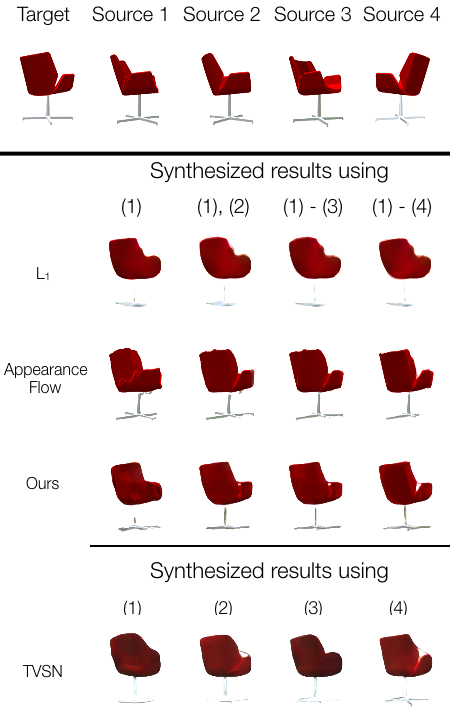 Target Source 1 Source 2 Source 3 Source 4
Synthesized results using
(1) (1), (2) (1) - (3) (1) - (4)
L₁
Appearance
Flow
Ours
Synthesized results using
(1) (2) (3) (4)
TVSN